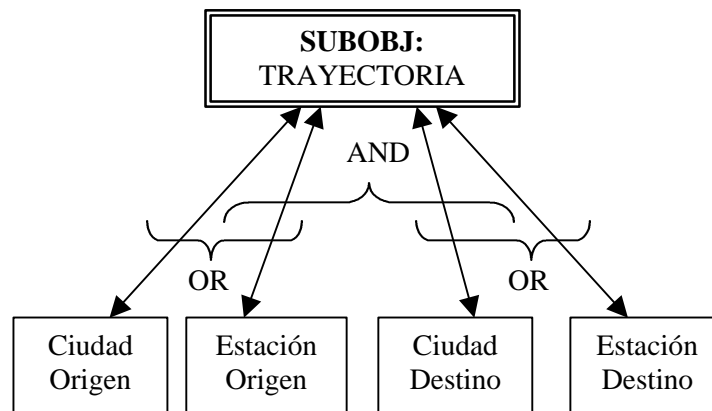 SUBOBJ:
TRAYECTORIA
AND
OR
OR
Ciudad
Origen
Estación
Origen
Ciudad
Destino
Estación
Destino